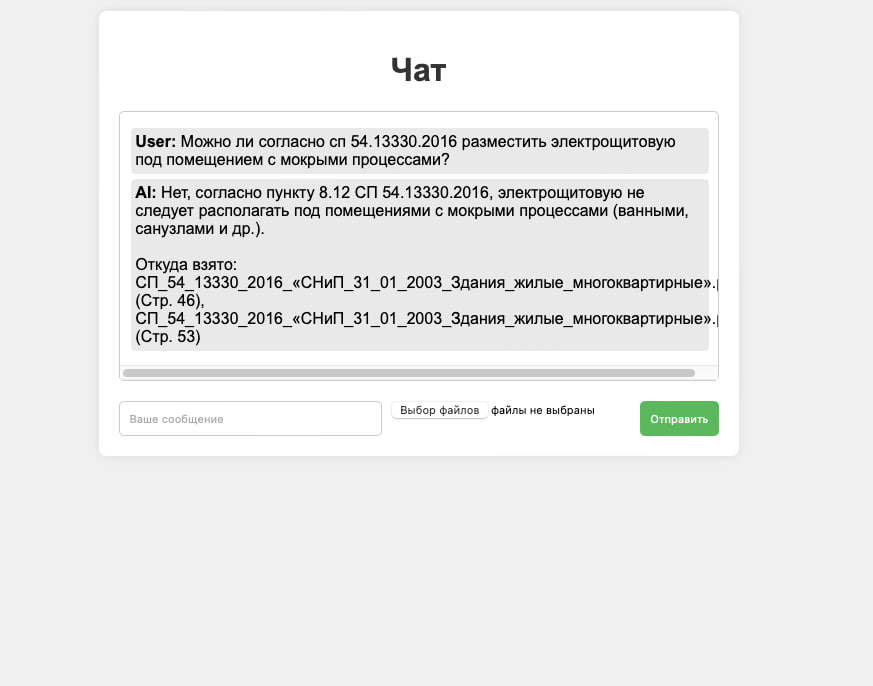 Чат
User: Можно ли согласно сп 54.13330.2016 разместить электрощитовую
под помещением с мокрыми процессами?
AI: Нет, согласно пункту 8.12 СП 54.13330.2016, электрощитовую не
следует располагать под помещениями с мокрыми процессами (ванными,
санузлами и др.).
Откуда взято:
СП_54_13330_2016_«СНиП_31_01_2003_Здания_жилые_многоквартирные».
(Стр. 46),
СП_54_13330_2016_«СНиП_31_01_2003_Здания_жилые_многоквартирные».
(Стр. 53)
Ваше сообщение
Выбор файлов файлы не выбраны
Отправить